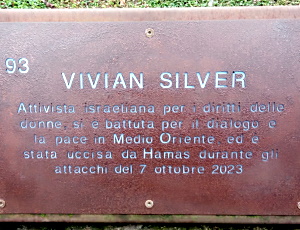 93
VIVIAN SILVER
Attivista israeliana per i diritti delle
donne, si è battuta per il dialogo e
la pace in Medio Oriente ed è
stata uccisa da Hamas durante gli
attacchi del 7 ottobre 2023